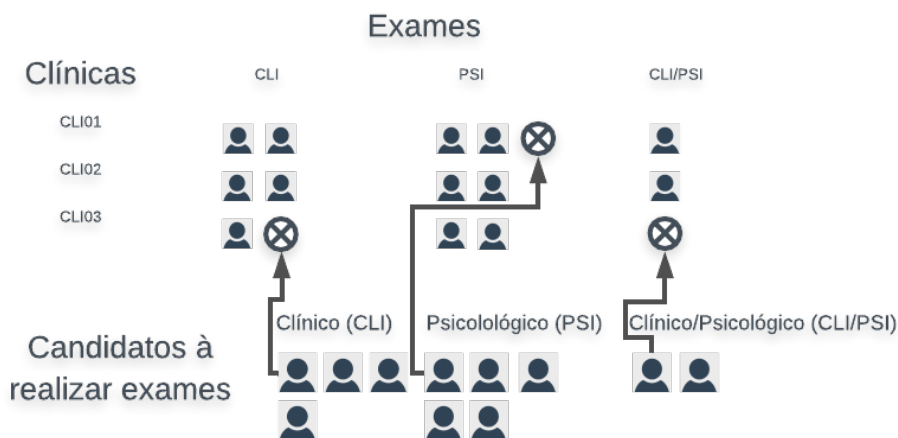 Exames
Clínicas
CLI
PSI
CLI/PSI
CLI01
CLI02
CLI03
Clínico (CLI)
Psicolológico (PSI)
Clínico/Psicológico (CLI/PSI)
Candidatos à
realizar exames